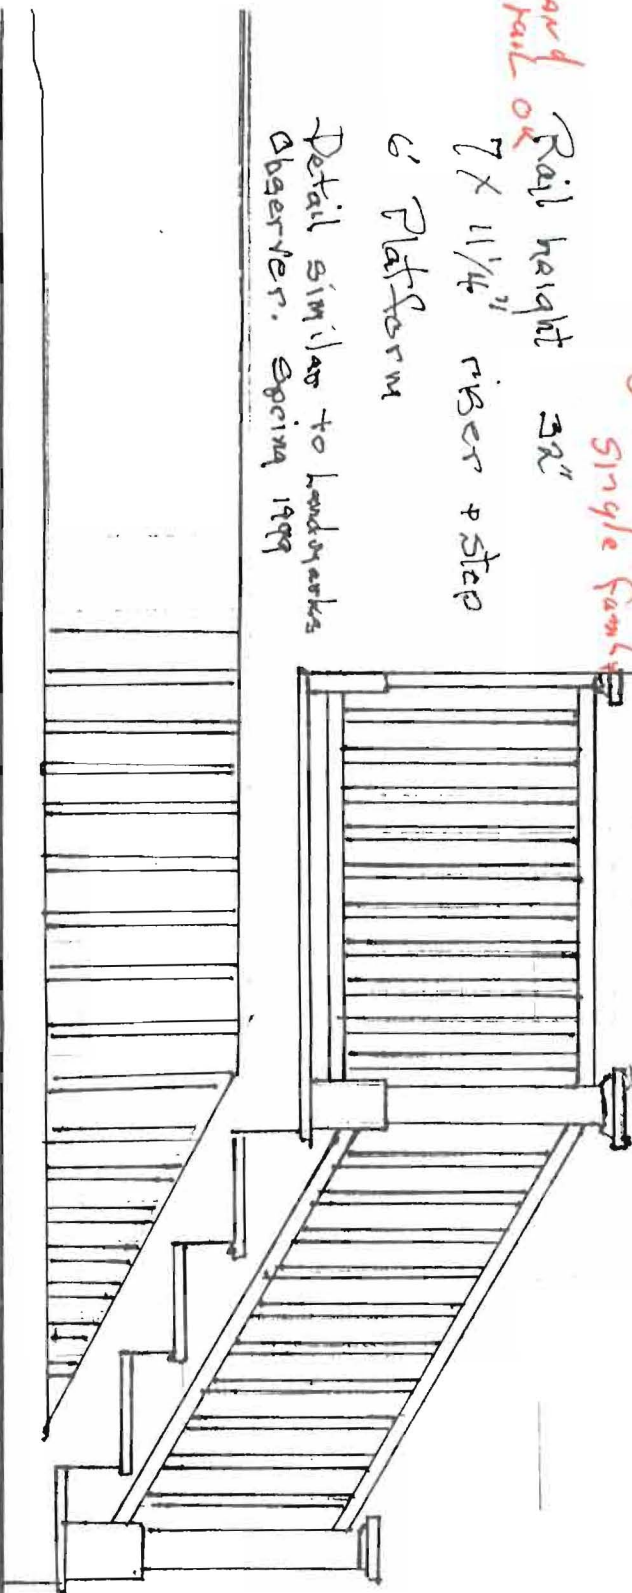 and
rail ok
single family
Rail height 32"
7 x 11 1/4" riser + step
6' Platform
Detail similar to Landmarks
Observer. Spring 1999